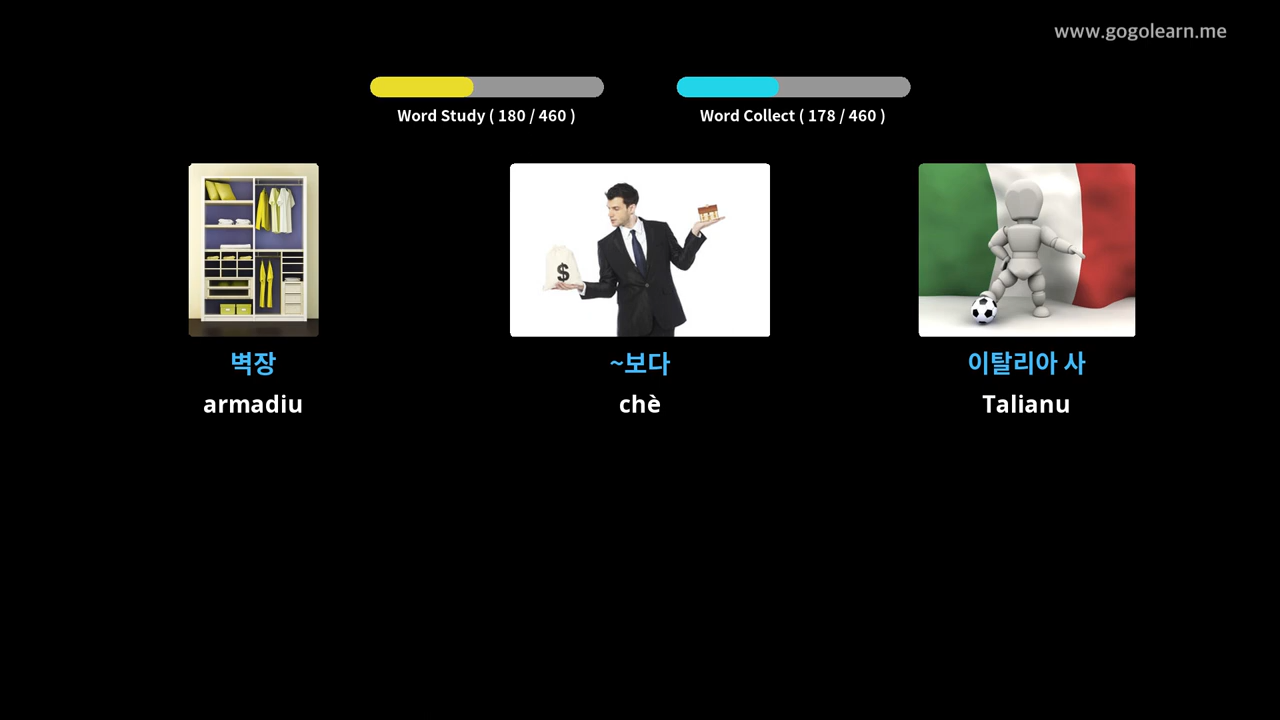 www.gogolearn.me
Word Study ( 180 / 460 )
Word Collect ( 178 / 460 )
$
벽장
~보다
이탈리아 사
armadiu
chè
Talianu